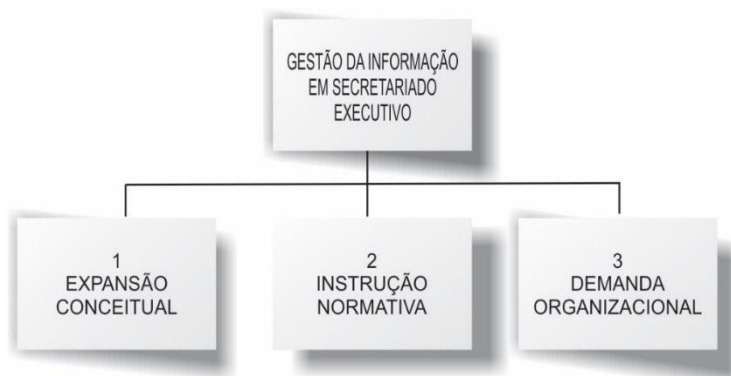 GESTÃO DA INFORMAÇÃO
EM SECRETARIADO
EXECUTIVO
1
EXPANSÃO
CONCEITUAL
2
INSTRUÇÃO
NORMATIVA
3
DEMANDA
ORGANIZACIONAL